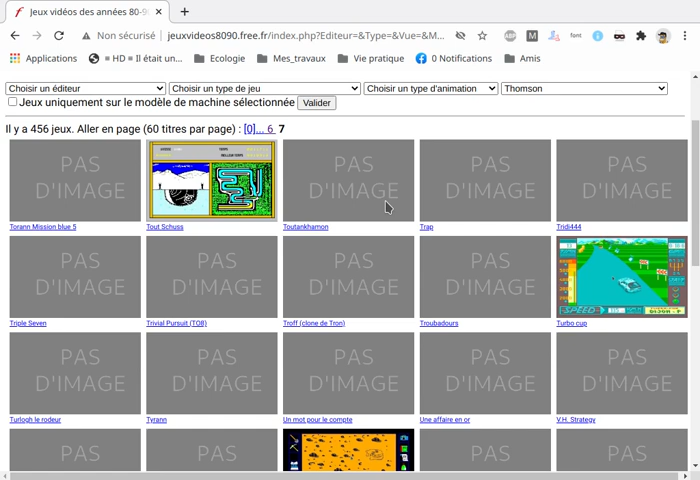 Jeux vidéos des années 80-9
Non sécurisé
jeuxvideos8090.free.fr/index.php?Editeur=&Type=&Vue=&M...
ABP M font
Applications = HD = Il était un... Ecologie Mes_travaux Vie pratique 0 Notifications Amis
Choisir un éditeur Choisir un type de jeu Choisir un type d'animation Thomson
Jeux uniquement sur le modèle de machine sélectionnée Valider
Il y a 456 jeux. Aller en page (60 titres par page) : [0]... 6 7
PAS D'IMAGE
PAS D'IMAGE
PAS D'IMAGE
PAS D'IMAGE
Torann Mission blue 5 Tout Schuss Toutankhamon Trap Tridi444
PAS D'IMAGE
PAS D'IMAGE
PAS D'IMAGE
PAS D'IMAGE
SPEED
Triple Seven Trivial Pursuit (TO8) Troff (clone de Tron) Troubadours Turbo cup
PAS D'IMAGE
PAS D'IMAGE
PAS D'IMAGE
PAS D'IMAGE
PAS D'IMAGE
Turlogh le rodeur Tyrann Un mot pour le compte Une affaire en or V.H. Strategy
PAS
PAS
PAS
PAS